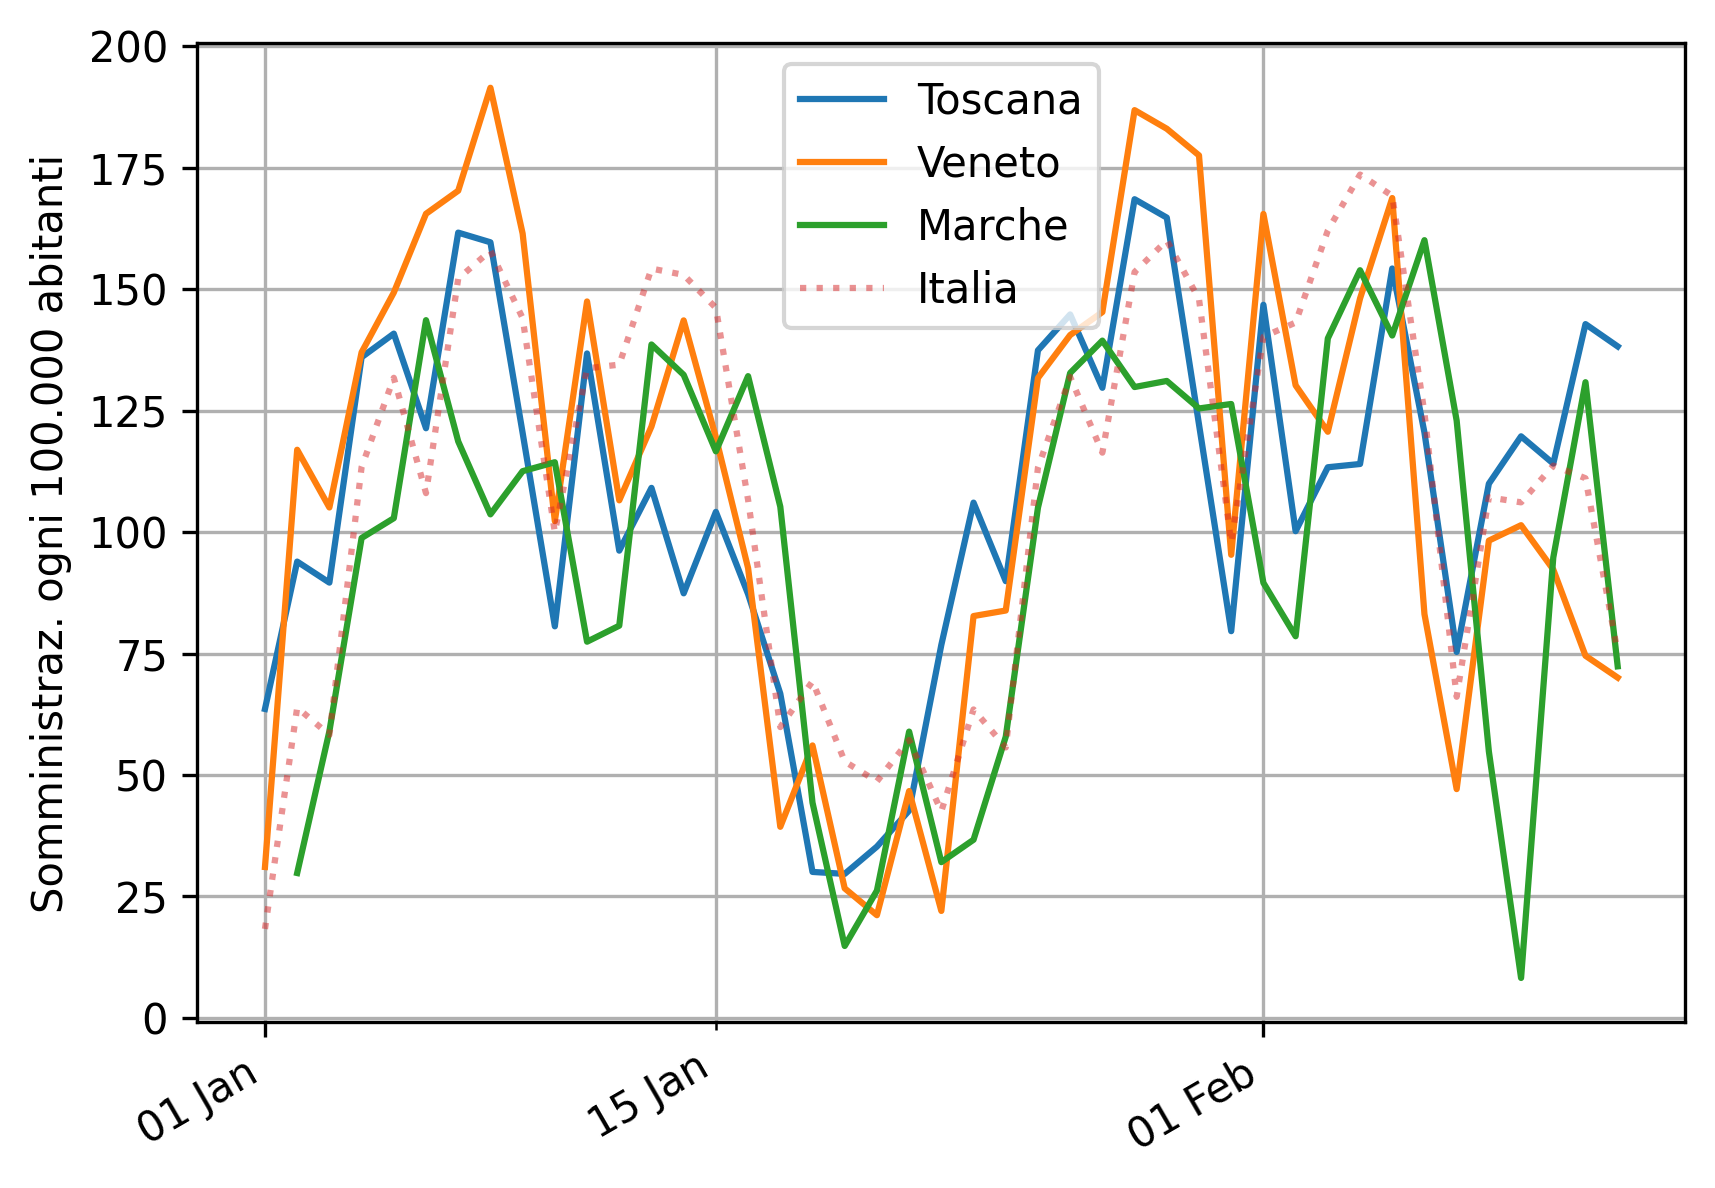 Somministraz. ogni 100.000 abitanti
200
175
150
125
100
75
50
25
0
Toscana
Veneto
Marche
Italia
01 Jan
15 Jan
01 Feb